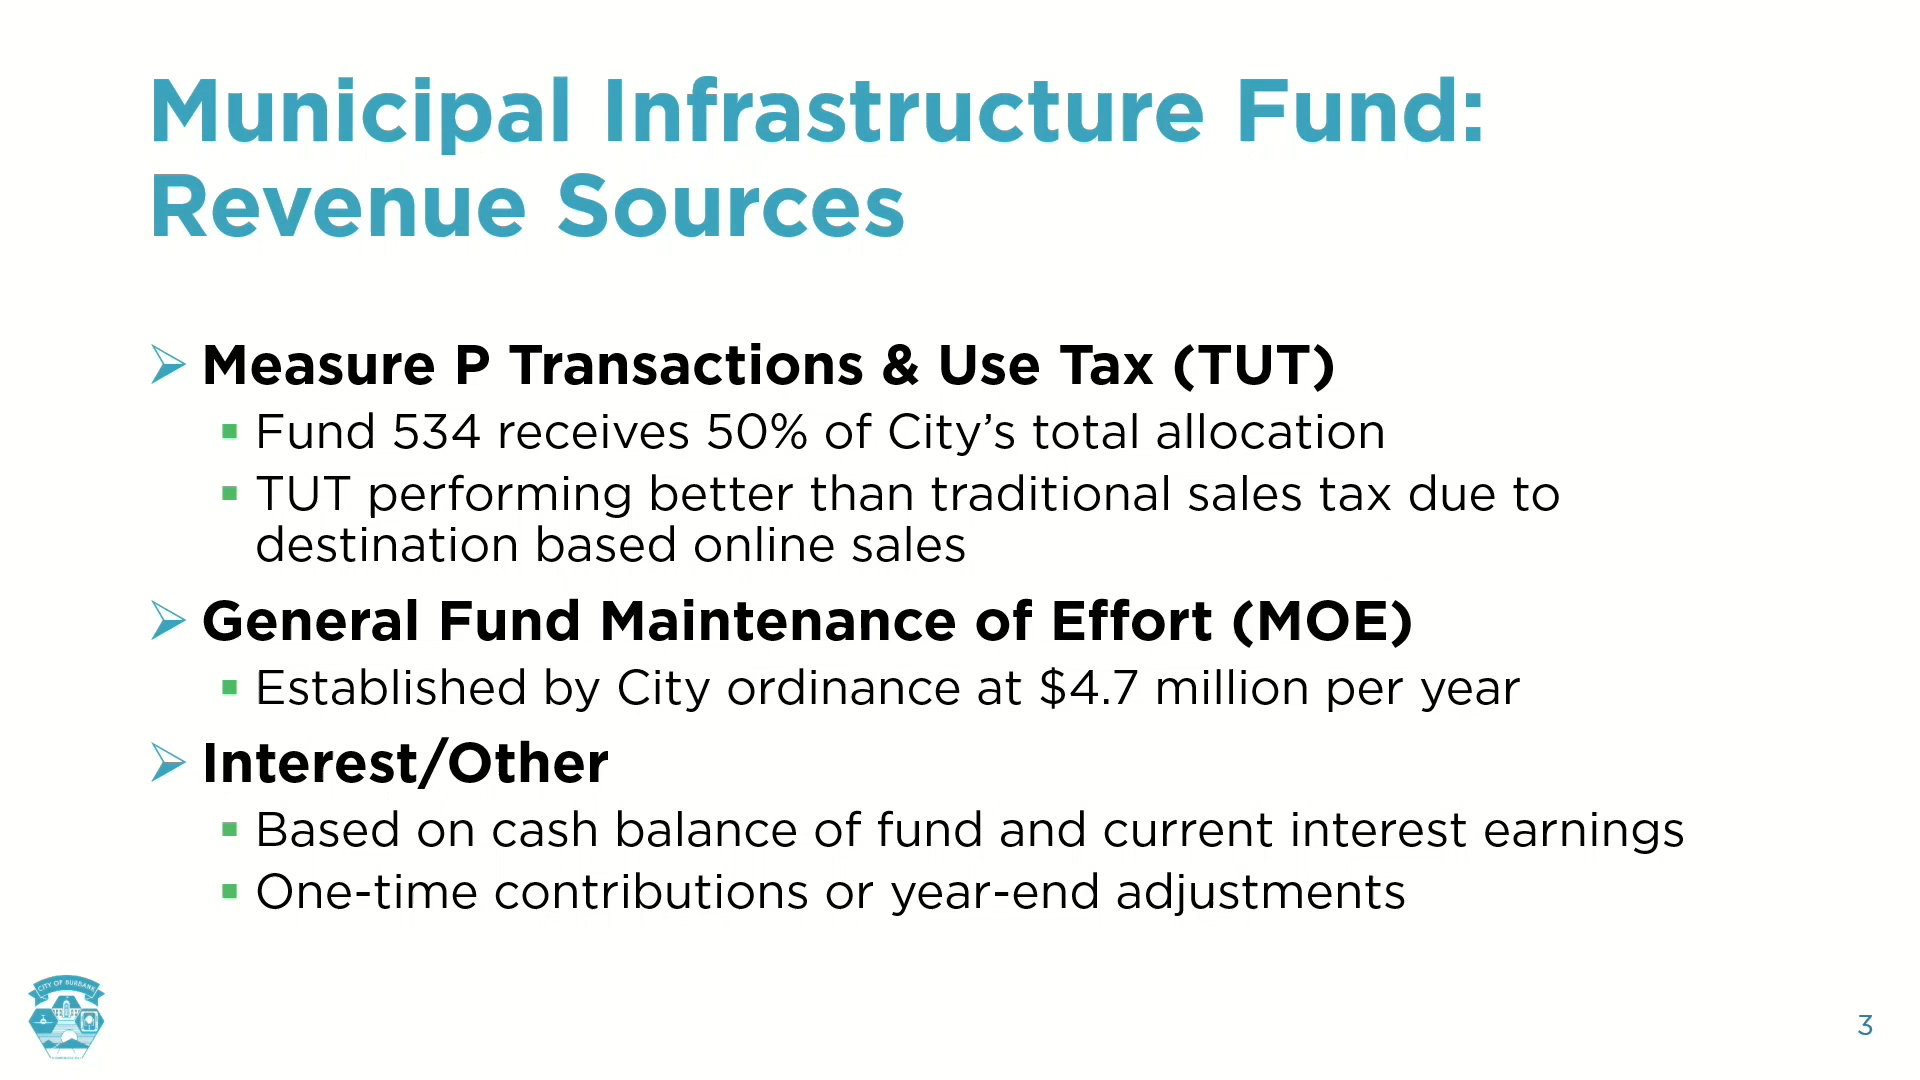 Municipal Infrastructure Fund:
Revenue Sources
Measure P Transactions & Use Tax (TUT)
Fund 534 receives 50% of City’s total allocation
TUT performing better than traditional sales tax due to
destination based online sales
General Fund Maintenance of Effort (MOE)
Established by City ordinance at $4.7 million per year
Interest/Other
Based on cash balance of fund and current interest earnings
One-time contributions or year-end adjustments
CITY OF BURBANK
3